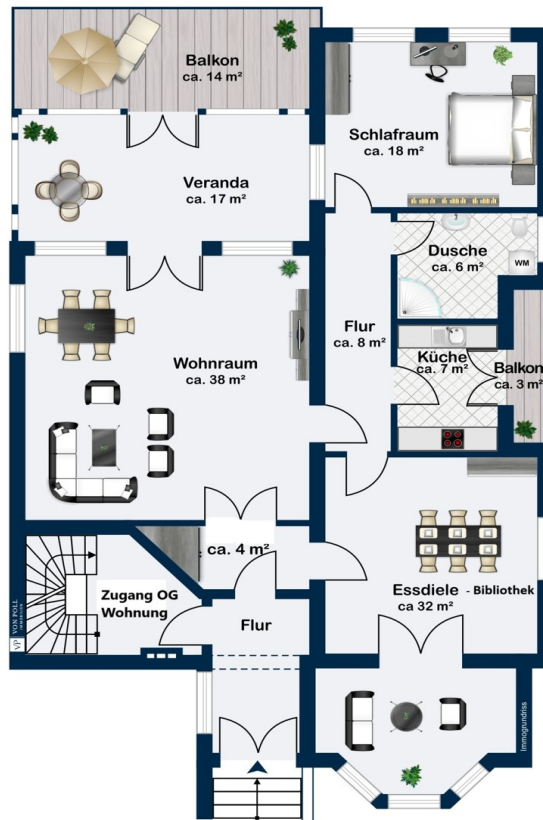 Balkon
ca. 14 m²
Schlafraum
ca. 18 m²
Veranda
ca. 17 m²
Dusche
ca. 6 m²
WM
Wohnraum
ca. 38 m²
Flur
ca. 8 m²
Küche
ca. 7 m²
Balkon
ca. 3 m²
ca. 4 m²
Zugang OG
Wohnung
Flur
Essdiele - Bibliothek
ca 32 m²
VP VON POLL
IMMOBILIEN
Immogrundriss